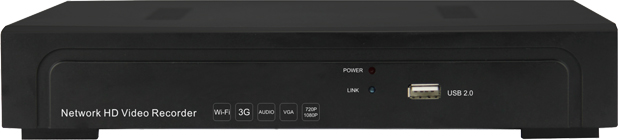 POWER
LINK
USB 2.0
Network HD Video Recorder
Wi-Fi
3G
AUDIO
VGA
720P
1080P